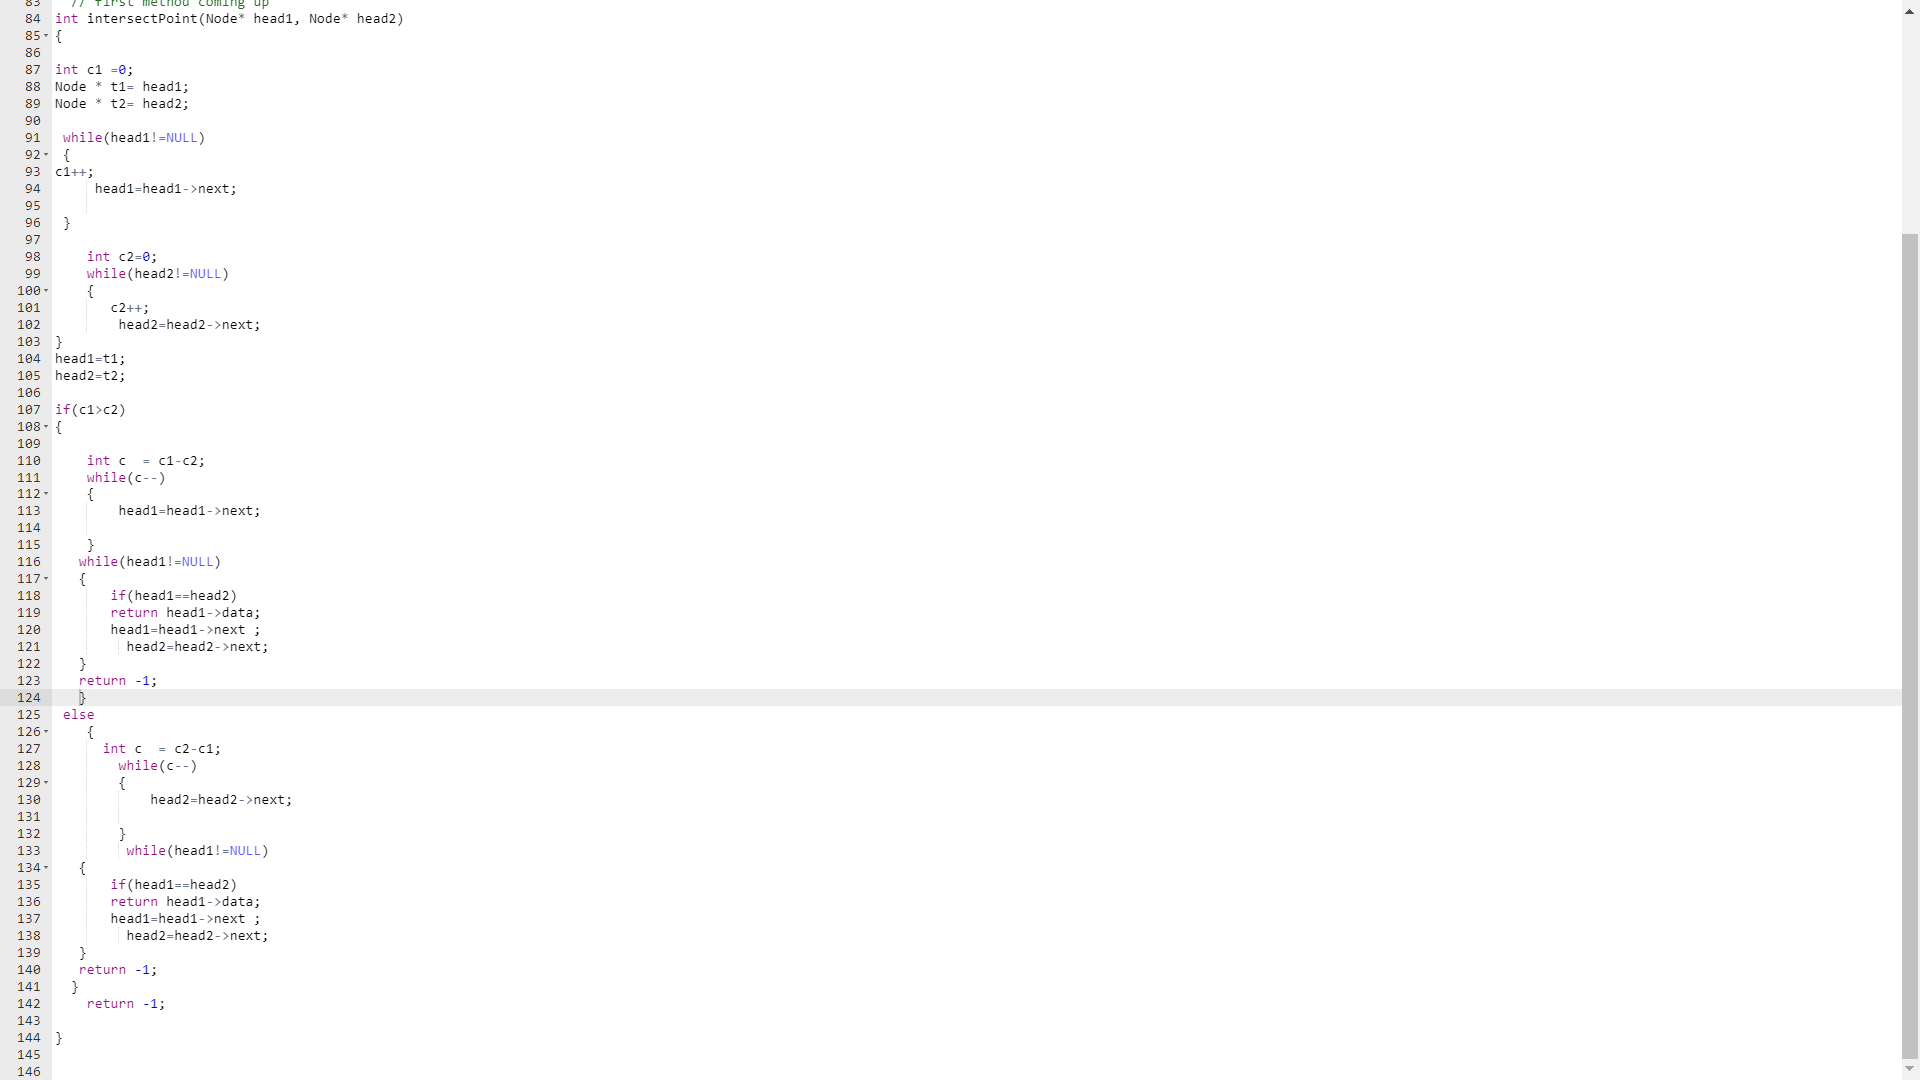 83 // first method coming up
84 int intersectPoint(Node* head1, Node* head2)
85 {
86
87 int c1 =0;
88 Node * t1= head1;
89 Node * t2= head2;
90
91 while(head1!=NULL)
92 {
93 c1++;
94 head1=head1->next;
95
96 }
97
98 int c2=0;
99 while(head2!=NULL)
100 {
101 c2++;
102 head2=head2->next;
103 }
104 head1=t1;
105 head2=t2;
106
107 if(c1>c2)
108 {
109
110 int c  = c1-c2;
111 while(c--)
112 {
113 head1=head1->next;
114
115 }
116 while(head1!=NULL)
117 {
118 if(head1==head2)
119 return head1->data;
120 head1=head1->next ;
121 head2=head2->next;
122 }
123 return -1;
124 }
125 else
126 {
127 int c  = c2-c1;
128 while(c--)
129 {
130 head2=head2->next;
131
132 }
133 while(head1!=NULL)
134 {
135 if(head1==head2)
136 return head1->data;
137 head1=head1->next ;
138 head2=head2->next;
139 }
140 return -1;
141 }
142 return -1;
143
144 }
145
146